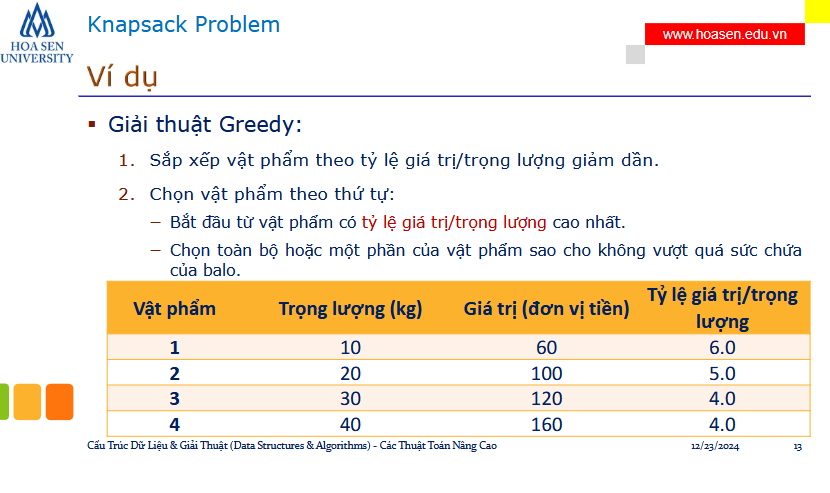 Knapsack Problem
www.hoasen.edu.vn
HOA SEN
UNIVERSITY
Ví dụ
Giải thuật Greedy:
1. Sắp xếp vật phẩm theo tỷ lệ giá trị/trọng lượng giảm dần.
2. Chọn vật phẩm theo thứ tự:
− Bắt đầu từ vật phẩm có tỷ lệ giá trị/trọng lượng cao nhất.
− Chọn toàn bộ hoặc một phần của vật phẩm sao cho không vượt quá sức chứa
của balo.
Vật phẩm Trọng lượng (kg) Giá trị (đơn vị tiền) Tỷ lệ giá trị/trọng
lượng
1 10 60 6.0
2 20 100 5.0
3 30 120 4.0
4 40 160 4.0
Cấu Trúc Dữ Liệu & Giải Thuật (Data Structures & Algorithms) - Các Thuật Toán Nâng Cao 12/23/2024 13